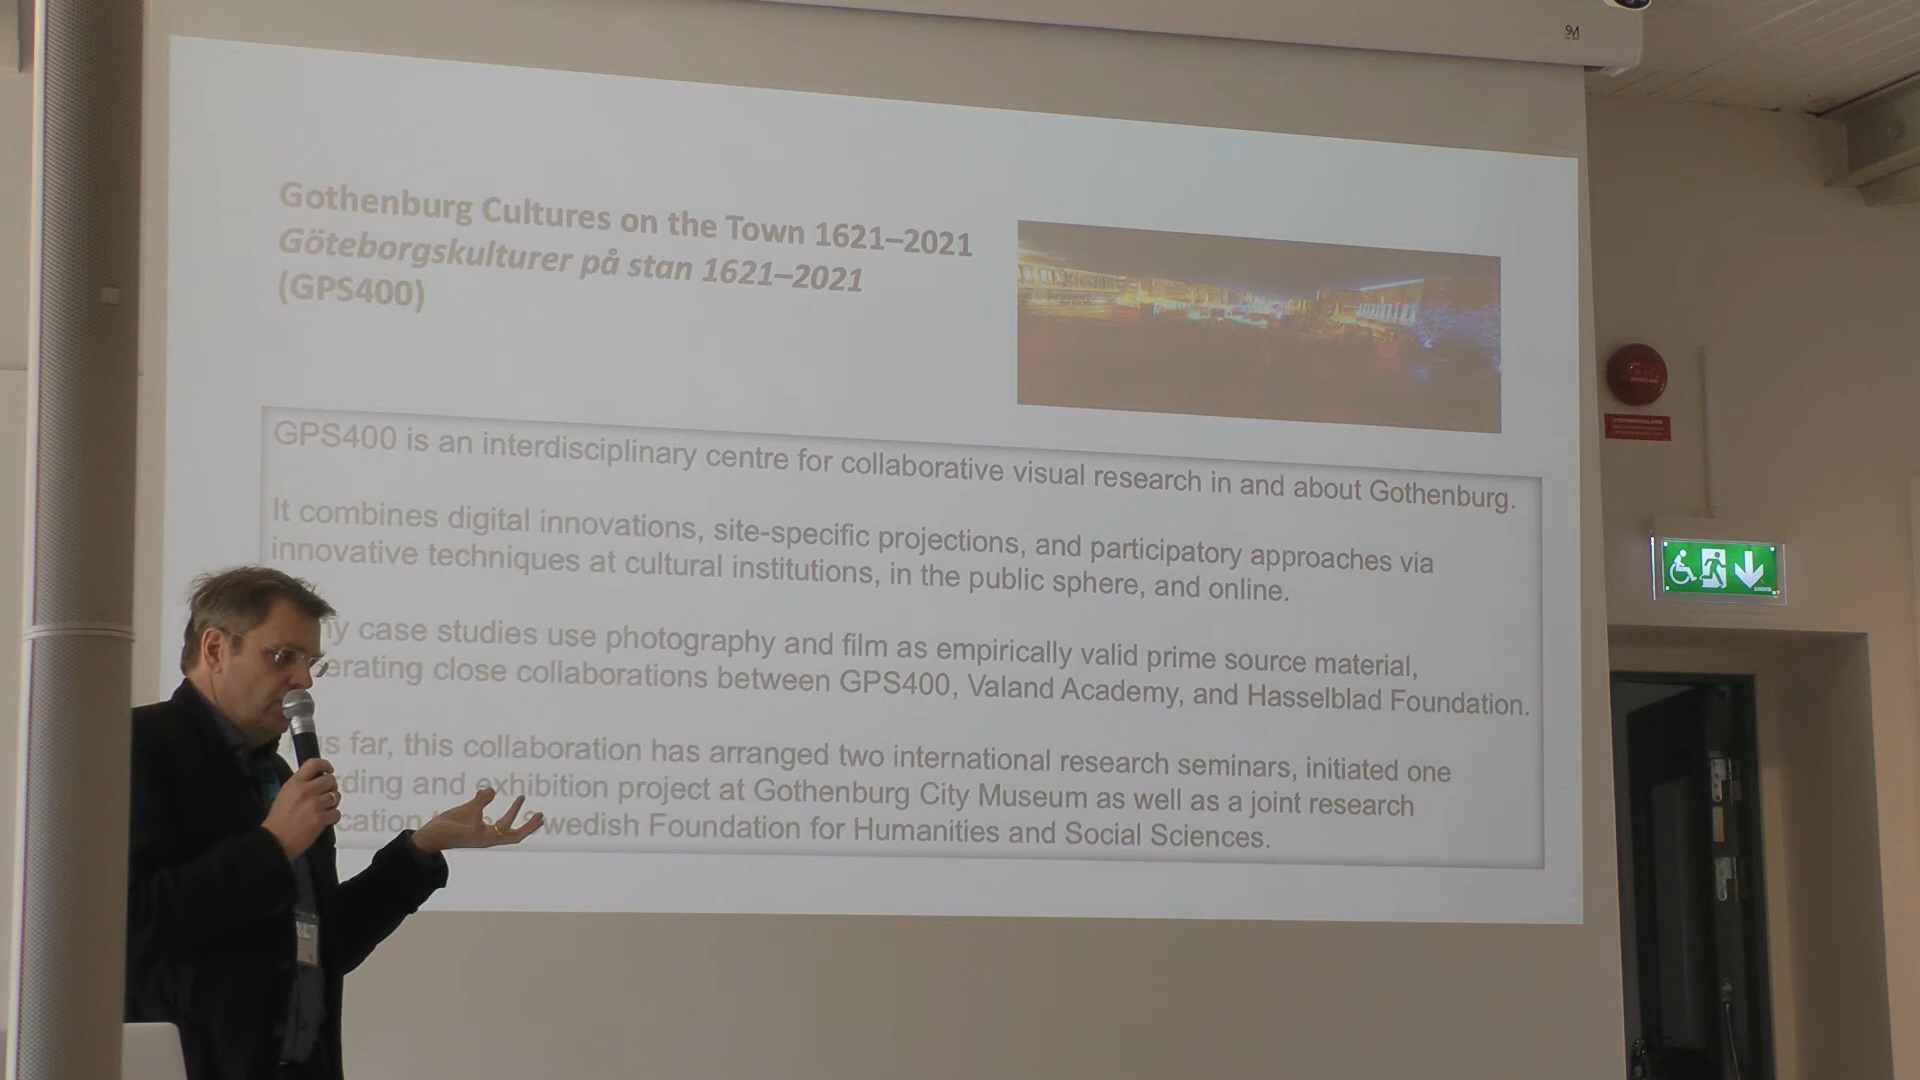 Gothenburg Cultures on the Town 1621–2021
Göteborgskulturer på stan 1621–2021
(GPS400)
GPS400 is an interdisciplinary centre for collaborative visual research in and about Gothenburg.
It combines digital innovations, site-specific projections, and participatory approaches via
innovative techniques at cultural institutions, in the public sphere, and online.
case studies use photography and film as empirically valid prime source material,
close collaborations between GPS400, Valand Academy, and Hasselblad Foundation.
far, this collaboration has arranged two international research seminars, initiated one
and exhibition project at Gothenburg City Museum as well as a joint research
Swedish Foundation for Humanities and Social Sciences.